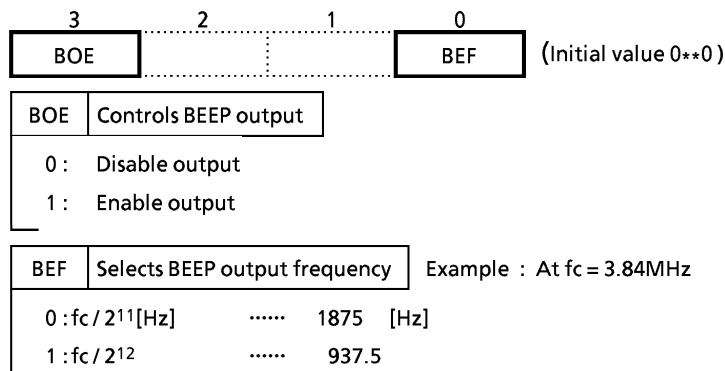 3 2 1 0
BOE BEF (Initial value 0**0)
BOE Controls BEEP output
0 : Disable output
1 : Enable output
BEF Selects BEEP output frequency Example : At fc = 3.84MHz
0 : fc / 2¹¹ [Hz] ...... 1875 [Hz]
1 : fc / 2¹² ...... 937.5